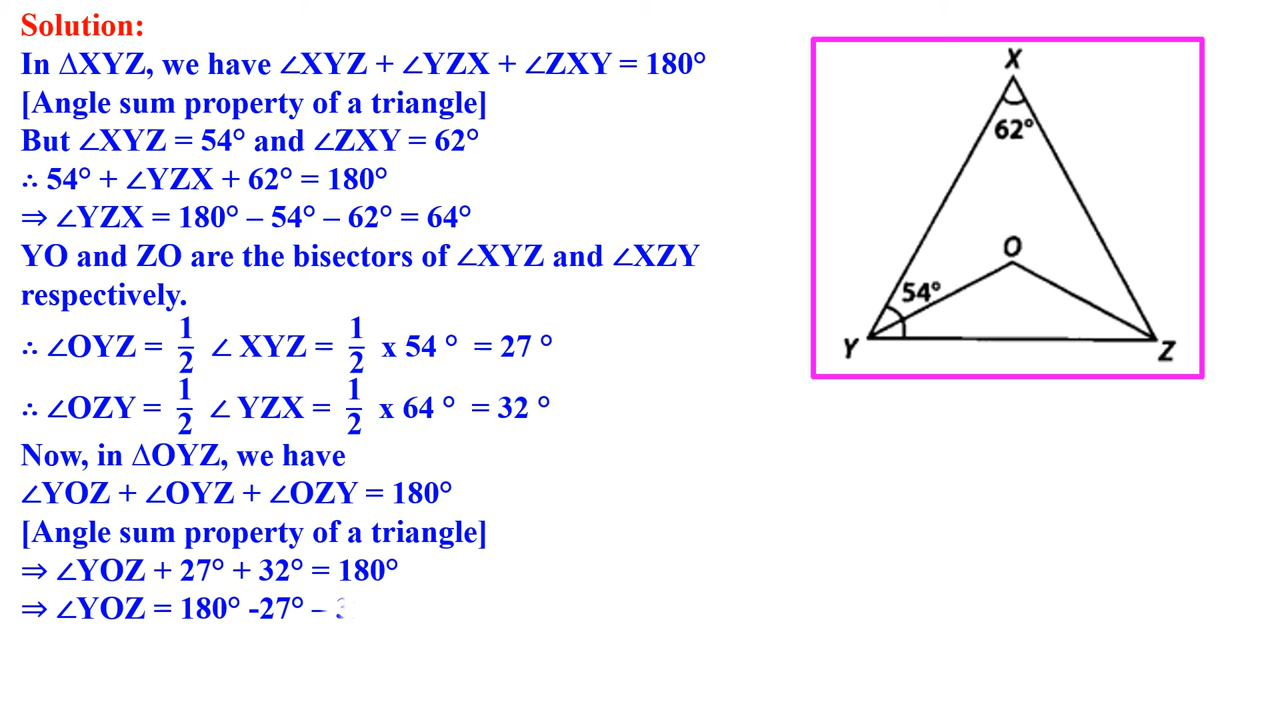 Solution:
In ∆XYZ, we have ∠XYZ + ∠YZX + ∠ZXY = 180°
[Angle sum property of a triangle]
But ∠XYZ = 54° and ∠ZXY = 62°
∴ 54° + ∠YZX + 62° = 180°
⇒ ∠YZX = 180° – 54° – 62° = 64°
YO and ZO are the bisectors of ∠XYZ and ∠XZY
respectively.
∴ ∠OYZ = 1/2 ∠ XYZ = 1/2 x 54 ° = 27 °
∴ ∠OZY = 1/2 ∠ YZX = 1/2 x 64 ° = 32 °
Now, in ∆OYZ, we have
∠YOZ + ∠OYZ + ∠OZY = 180°
[Angle sum property of a triangle]
⇒ ∠YOZ + 27° + 32° = 180°
⇒ ∠YOZ = 180° -27° –
X
62°
O
54°
Y
Z